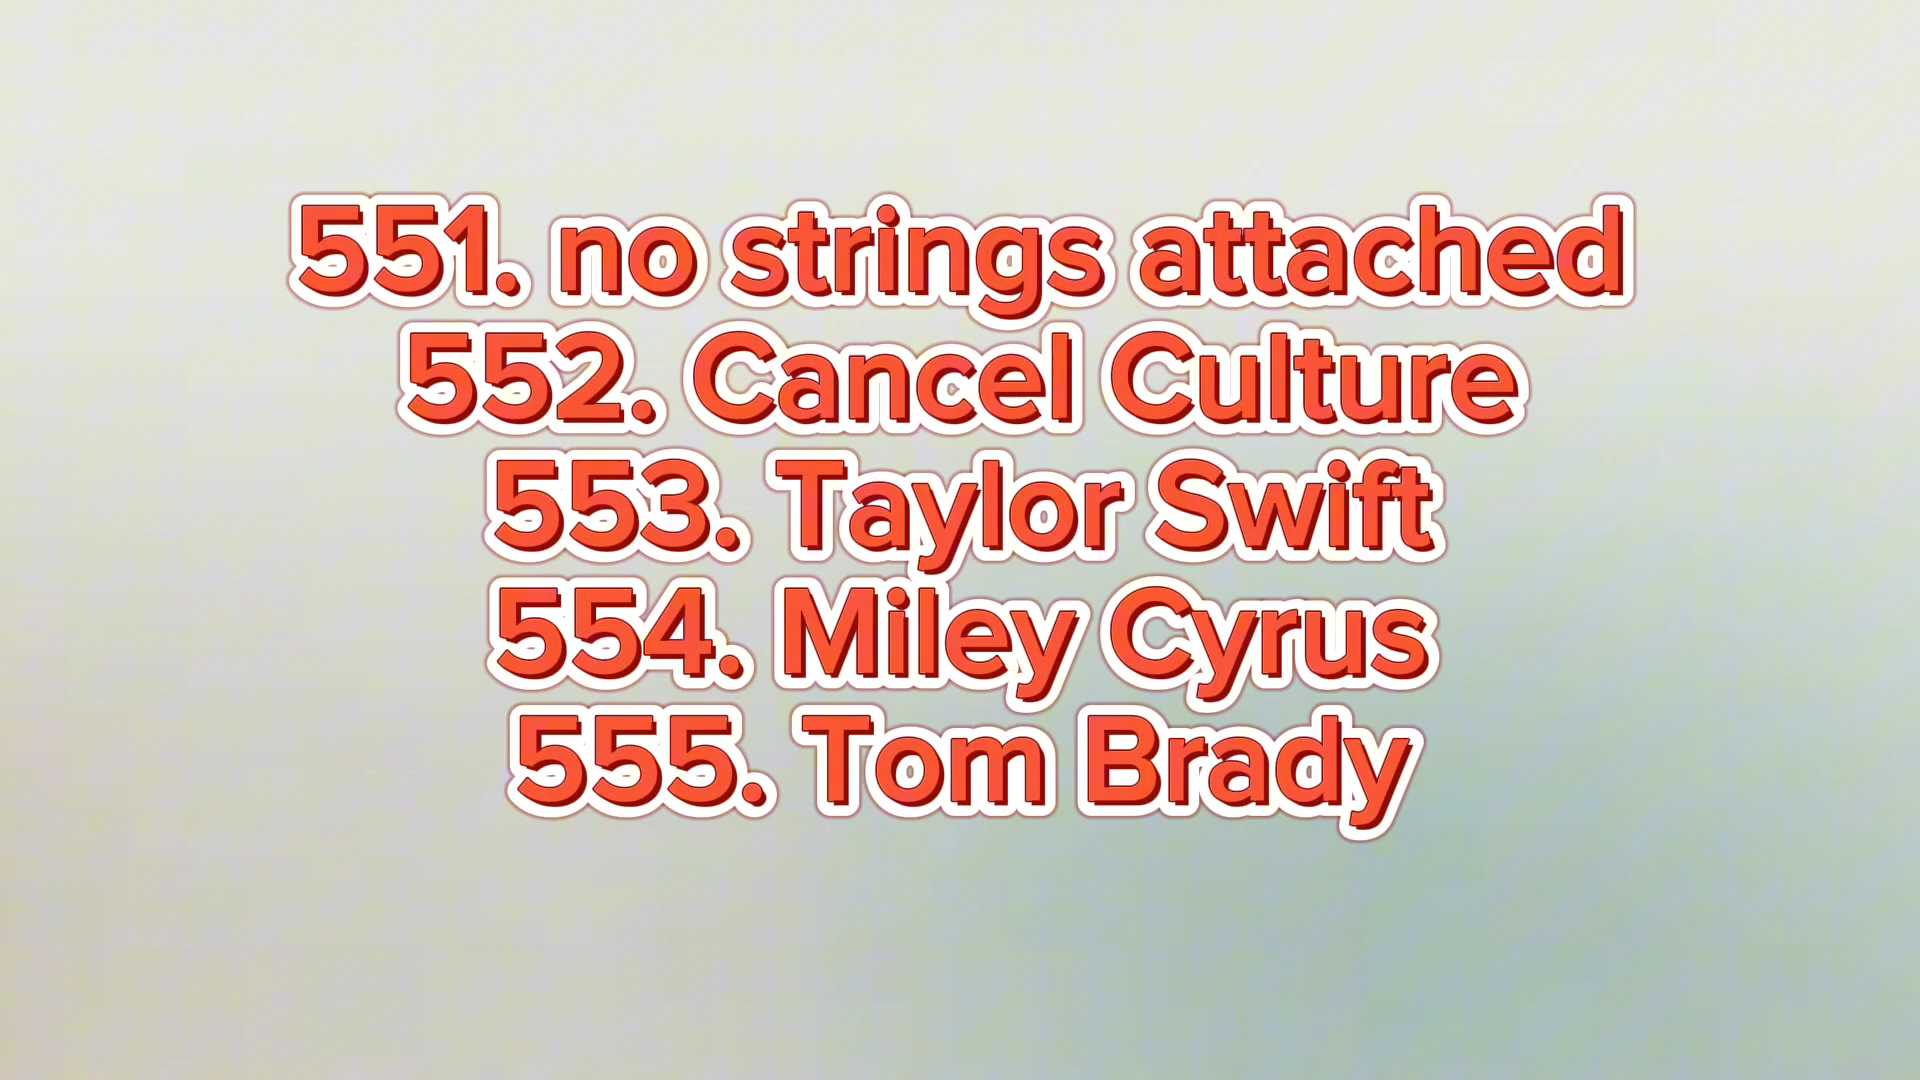 551. no strings attached
552. Cancel Culture
553. Taylor Swift
554. Miley Cyrus
555. Tom Brady